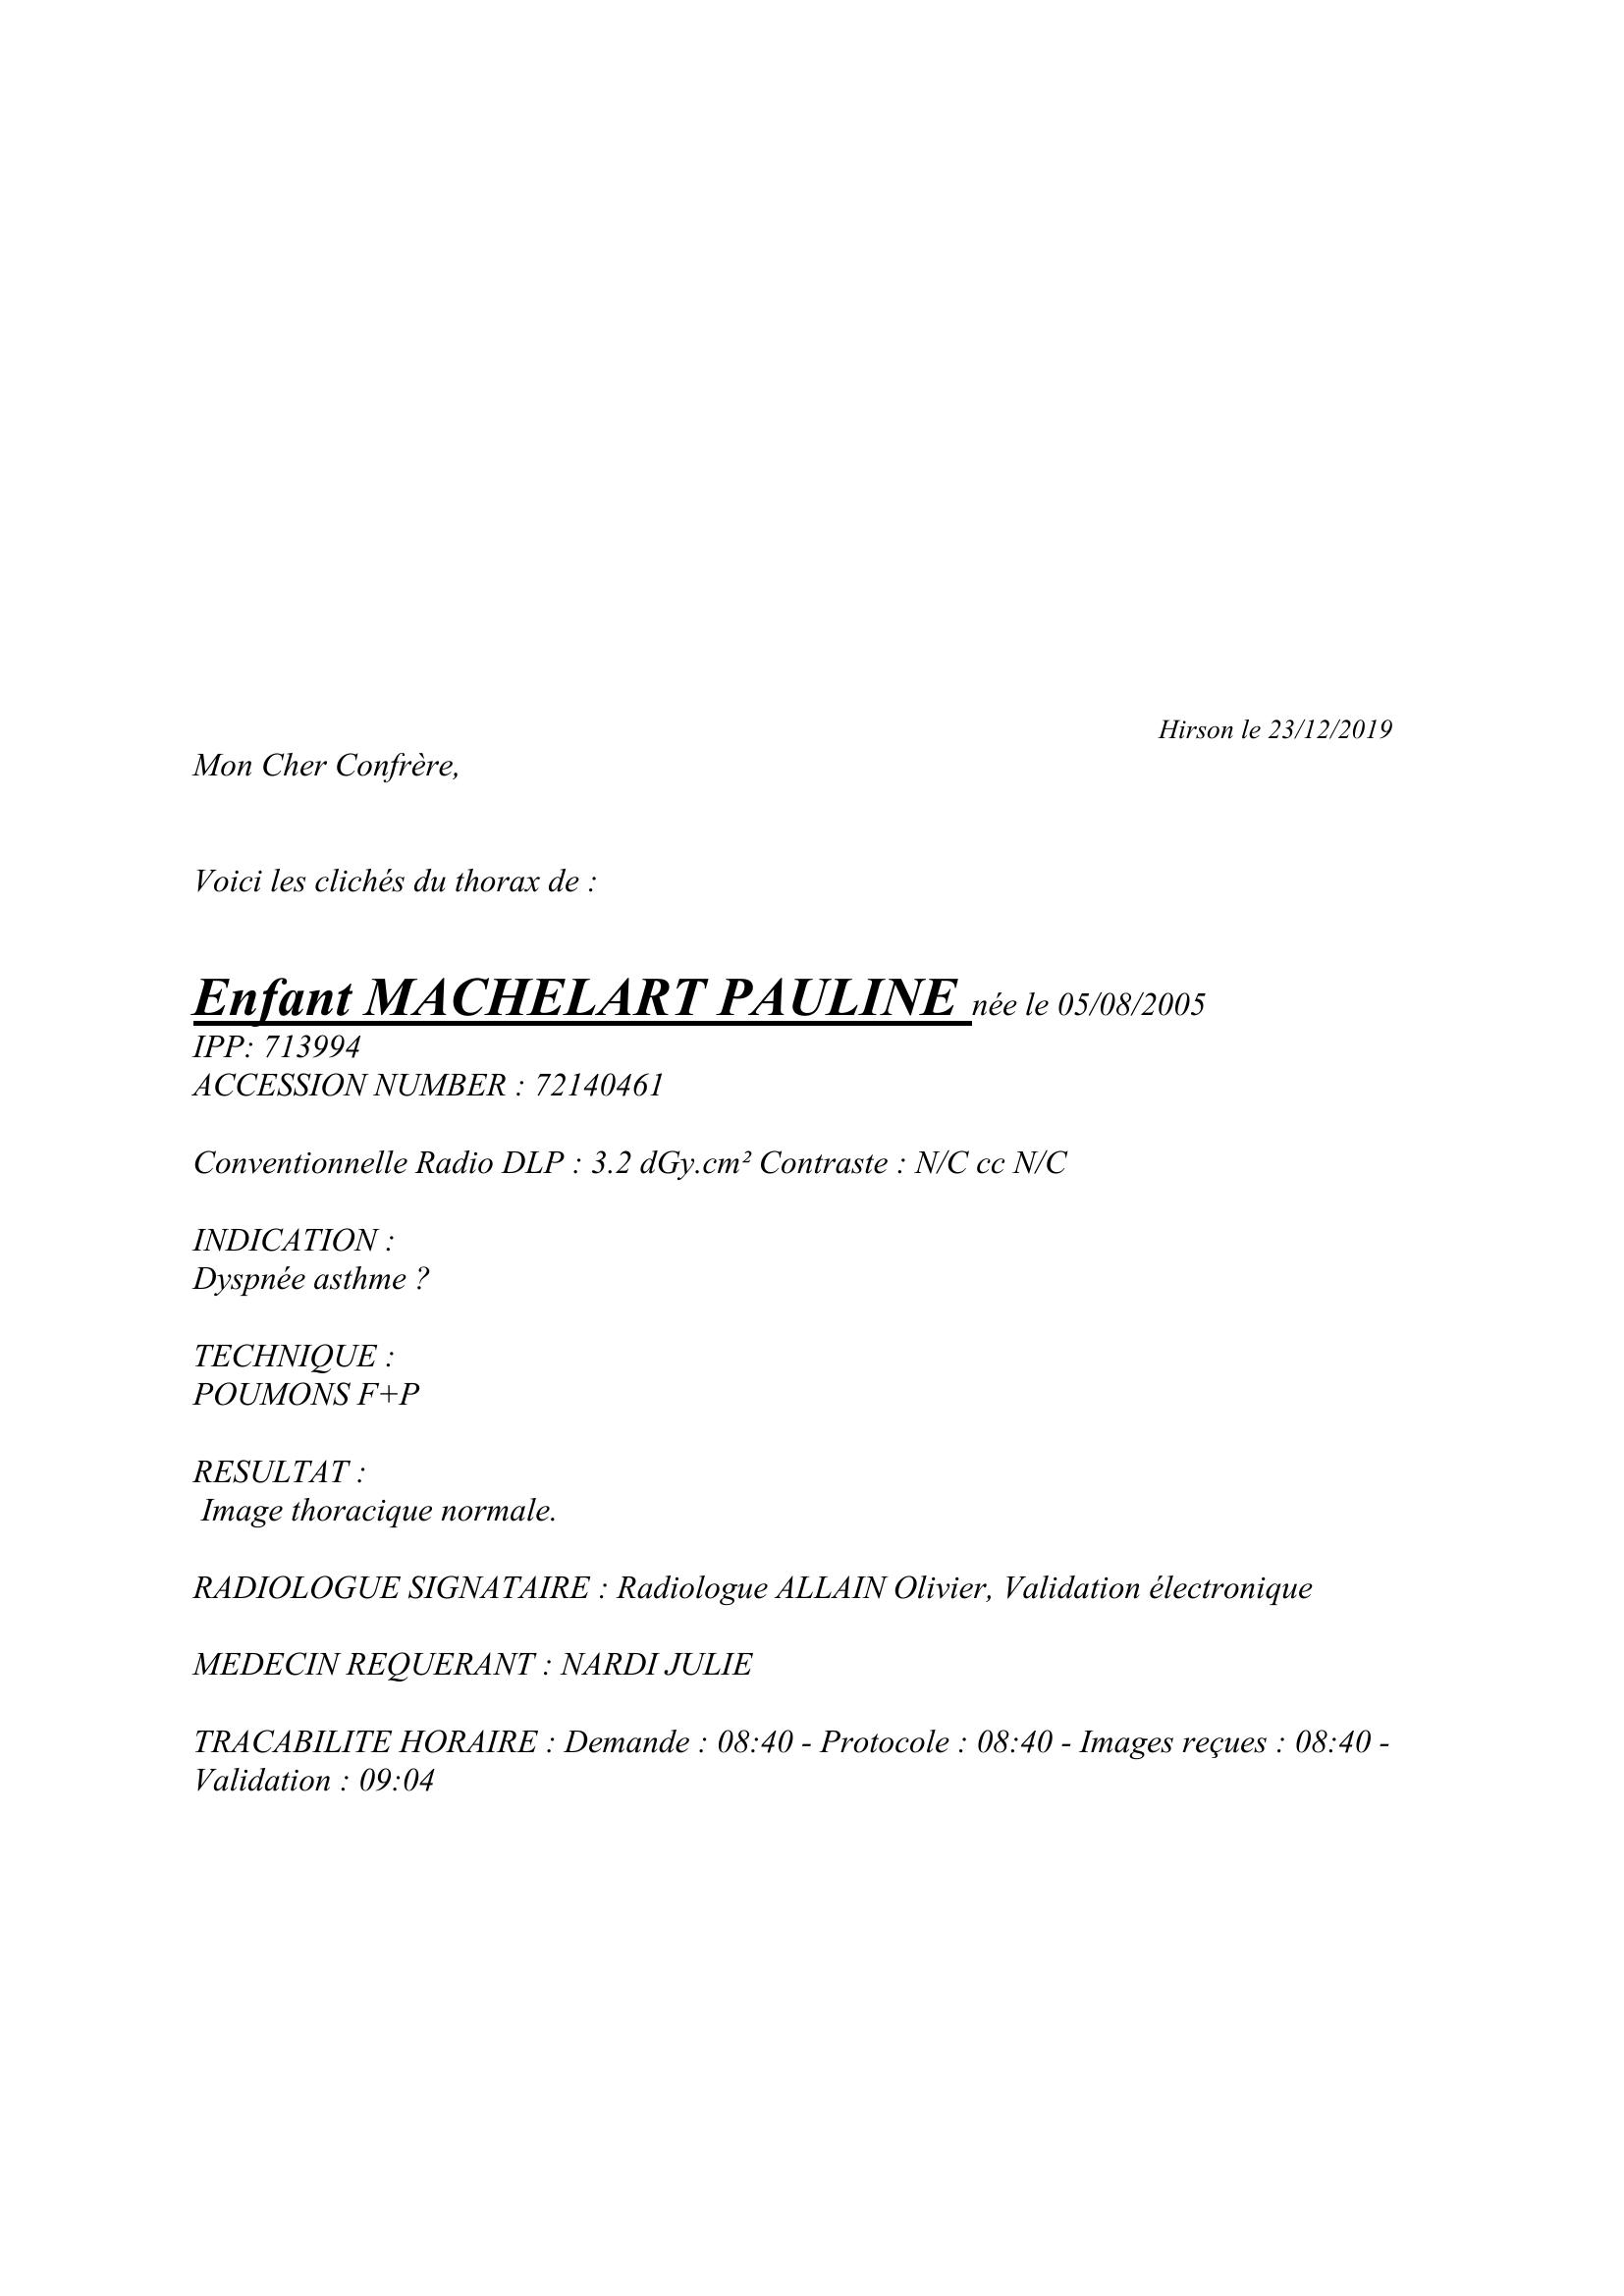 Hirson le 23/12/2019
Mon Cher Confrère,
Voici les clichés du thorax de :
Enfant MACHELART PAULINE née le 05/08/2005
IPP: 713994
ACCESSION NUMBER : 72140461
Conventionnelle Radio DLP : 3.2 dGy.cm² Contraste : N/C cc N/C
INDICATION :
Dyspnée asthme ?
TECHNIQUE :
POUMONS F+P
RESULTAT :
Image thoracique normale.
RADIOLOGUE SIGNATAIRE : Radiologue ALLAIN Olivier, Validation électronique
MEDECIN REQUERANT : NARDI JULIE
TRACABILITE HORAIRE : Demande : 08:40 - Protocole : 08:40 - Images reçues : 08:40 -
Validation : 09:04